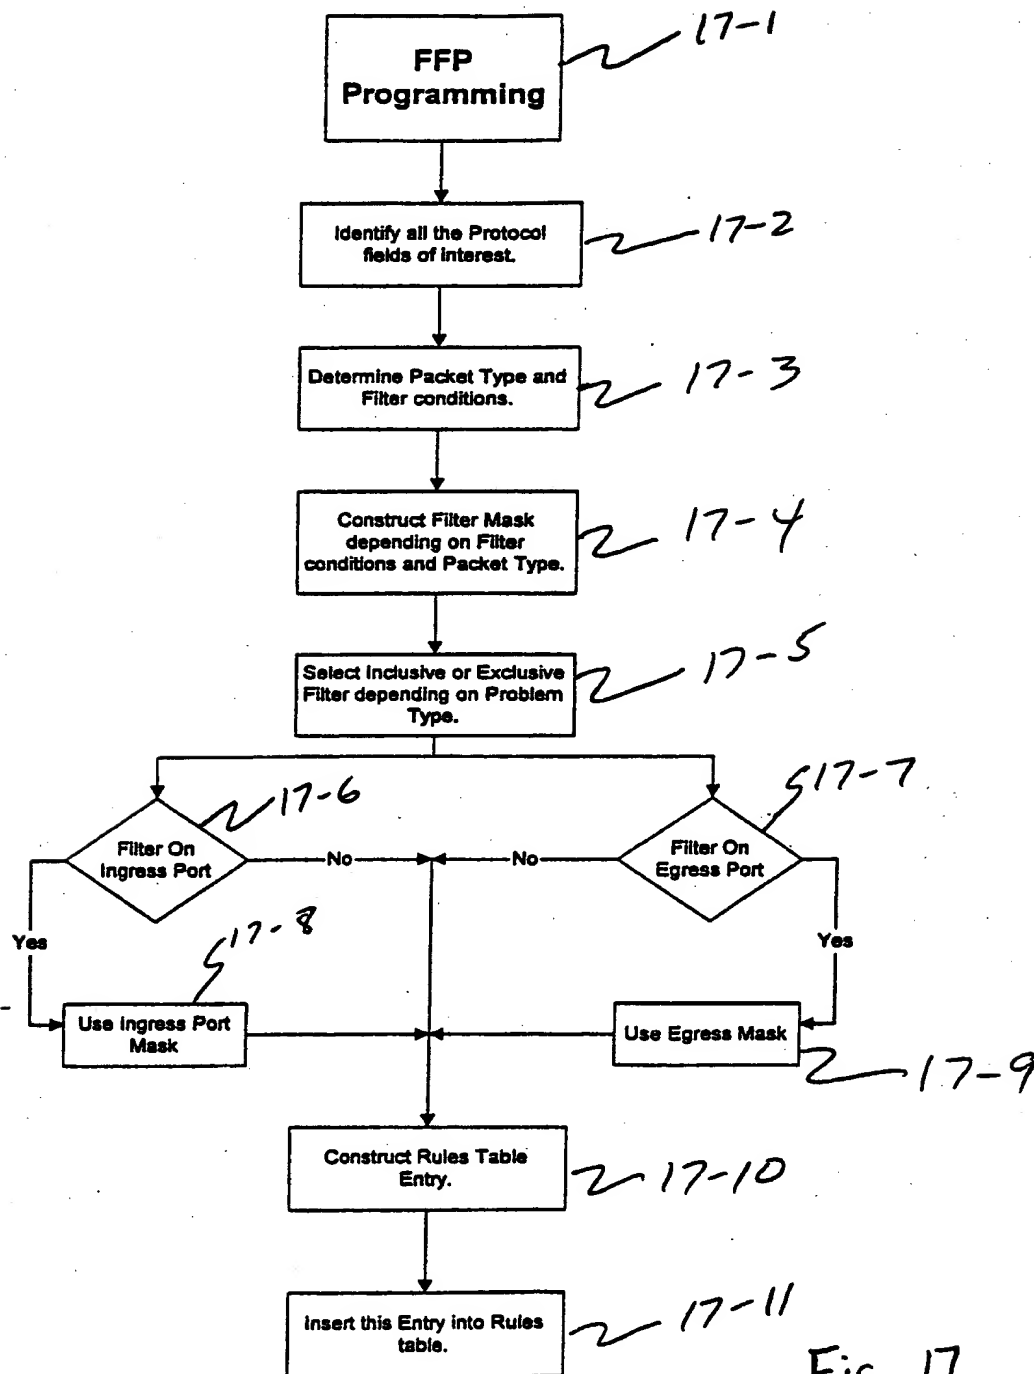 FFP
Programming
17-1
Identify all the Protocol
fields of interest.
17-2
Determine Packet Type and
Filter conditions.
17-3
Construct Filter Mask
depending on Filter
conditions and Packet Type.
17-4
Select Inclusive or Exclusive
Filter depending on Problem
Type.
17-5
Filter On
Ingress Port
17-6
No
No
Filter On
Egress Port
17-7
Yes
Yes
Use Ingress Port
Mask
17-8
Use Egress Mask
17-9
Construct Rules Table
Entry.
17-10
Insert this Entry into Rules
table.
17-11
Fig. 17